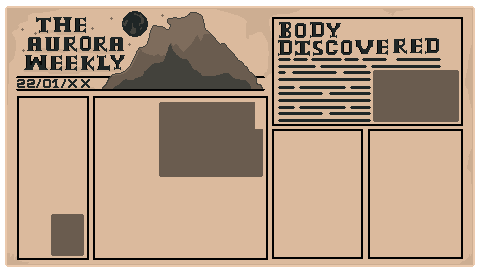 THE
AURORA
WEEKLY
22/01/XX
BODY
DISCOVERED